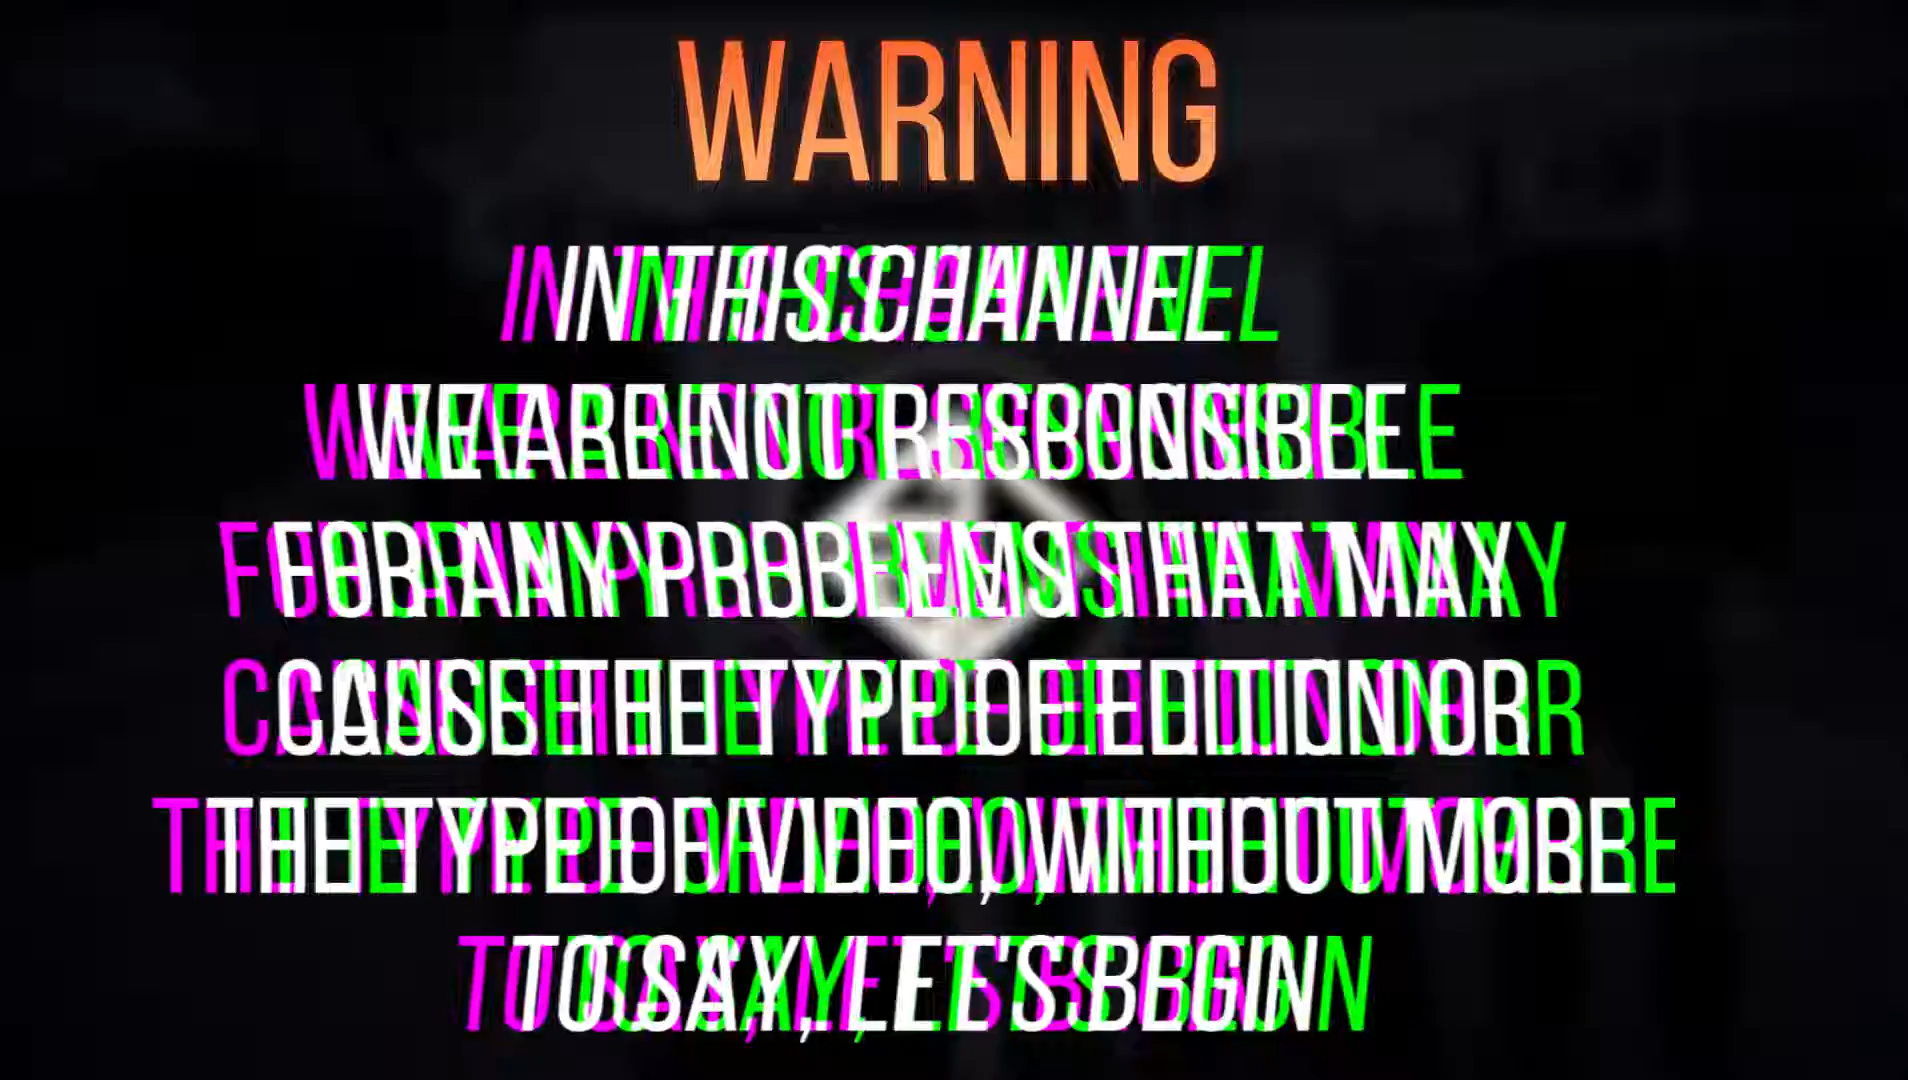 WARNING
IN THIS CHANNEL
WE ARE NOT RESPONSIBLE
FOR ANY PROBLEMS THAT MAY
CAUSE THE TYPE OF EDITION OR
THE TYPE OF VIDEO, WITHOUT MORE
TO SAY, LET'S BEGIN